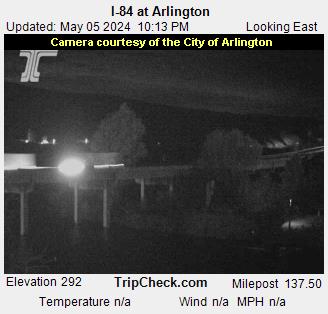 I-84 at Arlington
Updated: May 05 2024 10:13 PM Looking East
Camera courtesy of the City of Arlington
Elevation 292 TripCheck.com Milepost 137.50
Temperature n/a Wind n/a MPH n/a